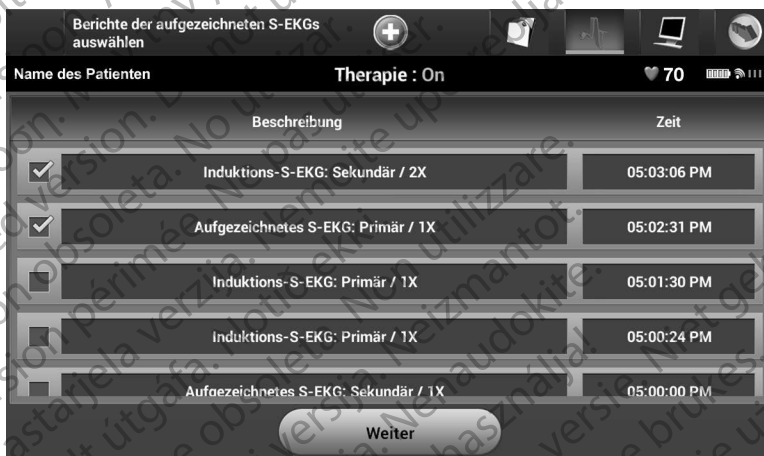 Berichte der aufgezeichneten S-EKGs
auswählen
Name des Patienten Therapie : On 70
Beschreibung Zeit
Induktions-S-EKG: Sekundär / 2X 05:03:06 PM
Aufgezeichnetes S-EKG: Primär / 1X 05:02:31 PM
Induktions-S-EKG: Primär / 1X 05:01:30 PM
Induktions-S-EKG: Primär / 1X 05:00:24 PM
Aufgezeichnetes S-EKG: Sekundär / 1X 05:00:00 PM
Weiter